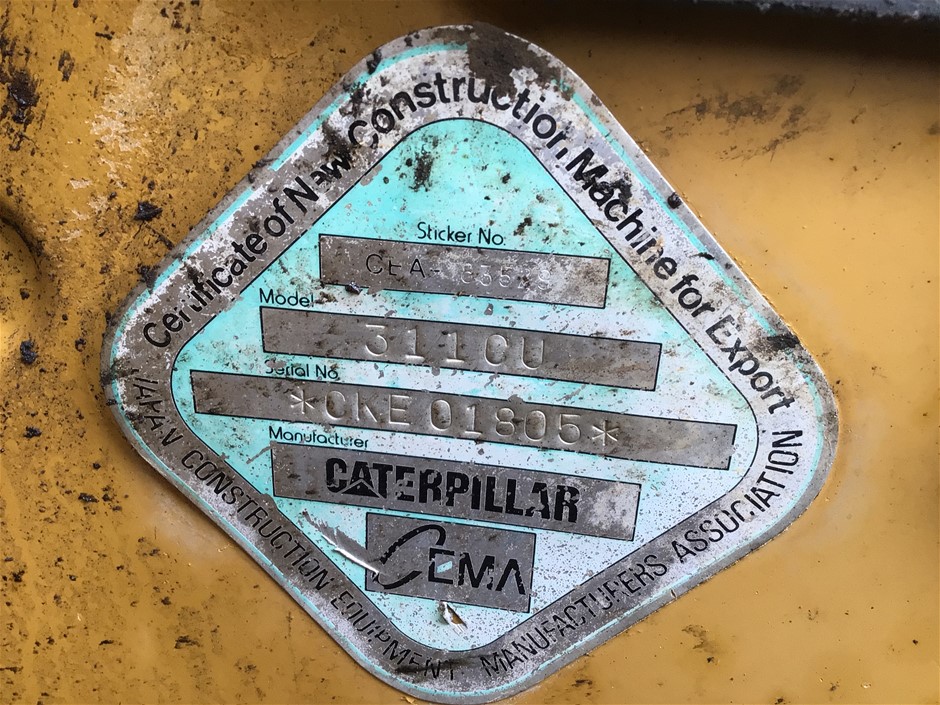 Certificate of New Construction Machine for Export
Sticker No.
Model
311CU
Serial No.
*CKE01805*
Manufacturer
CATERPILLAR
CEMA
JAPAN CONSTRUCTION EQUIPMENT MANUFACTURERS ASSOCIATION